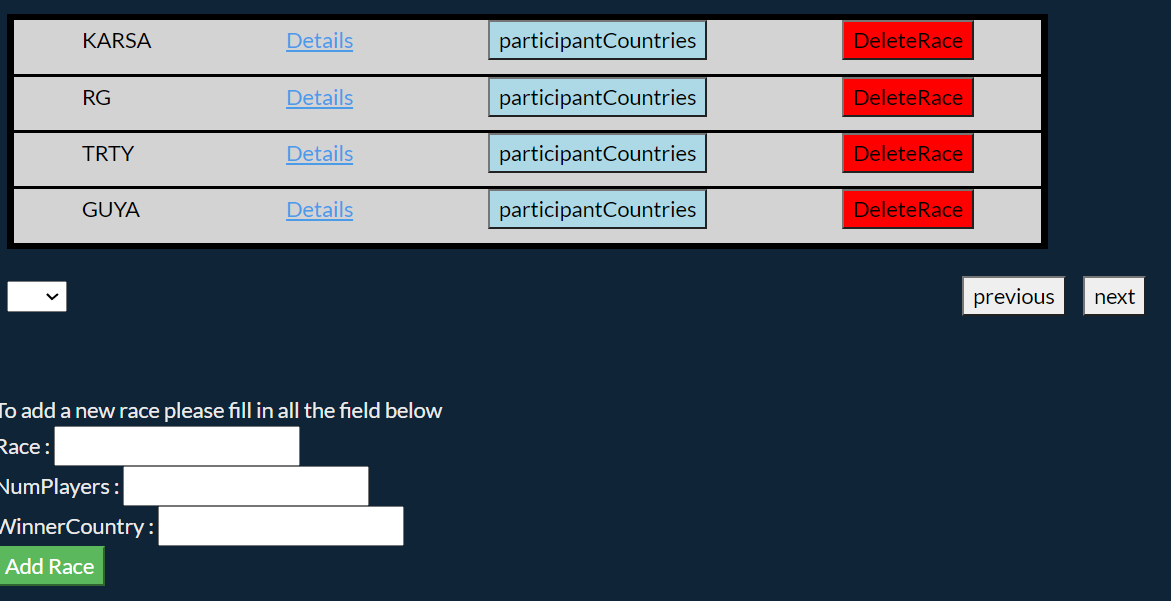 KARSA Details participantCountries DeleteRace
RG Details participantCountries DeleteRace
TRTY Details participantCountries DeleteRace
GUYA Details participantCountries DeleteRace
previous next
To add a new race please fill in all the field below
Race :
NumPlayers :
WinnerCountry :
Add Race